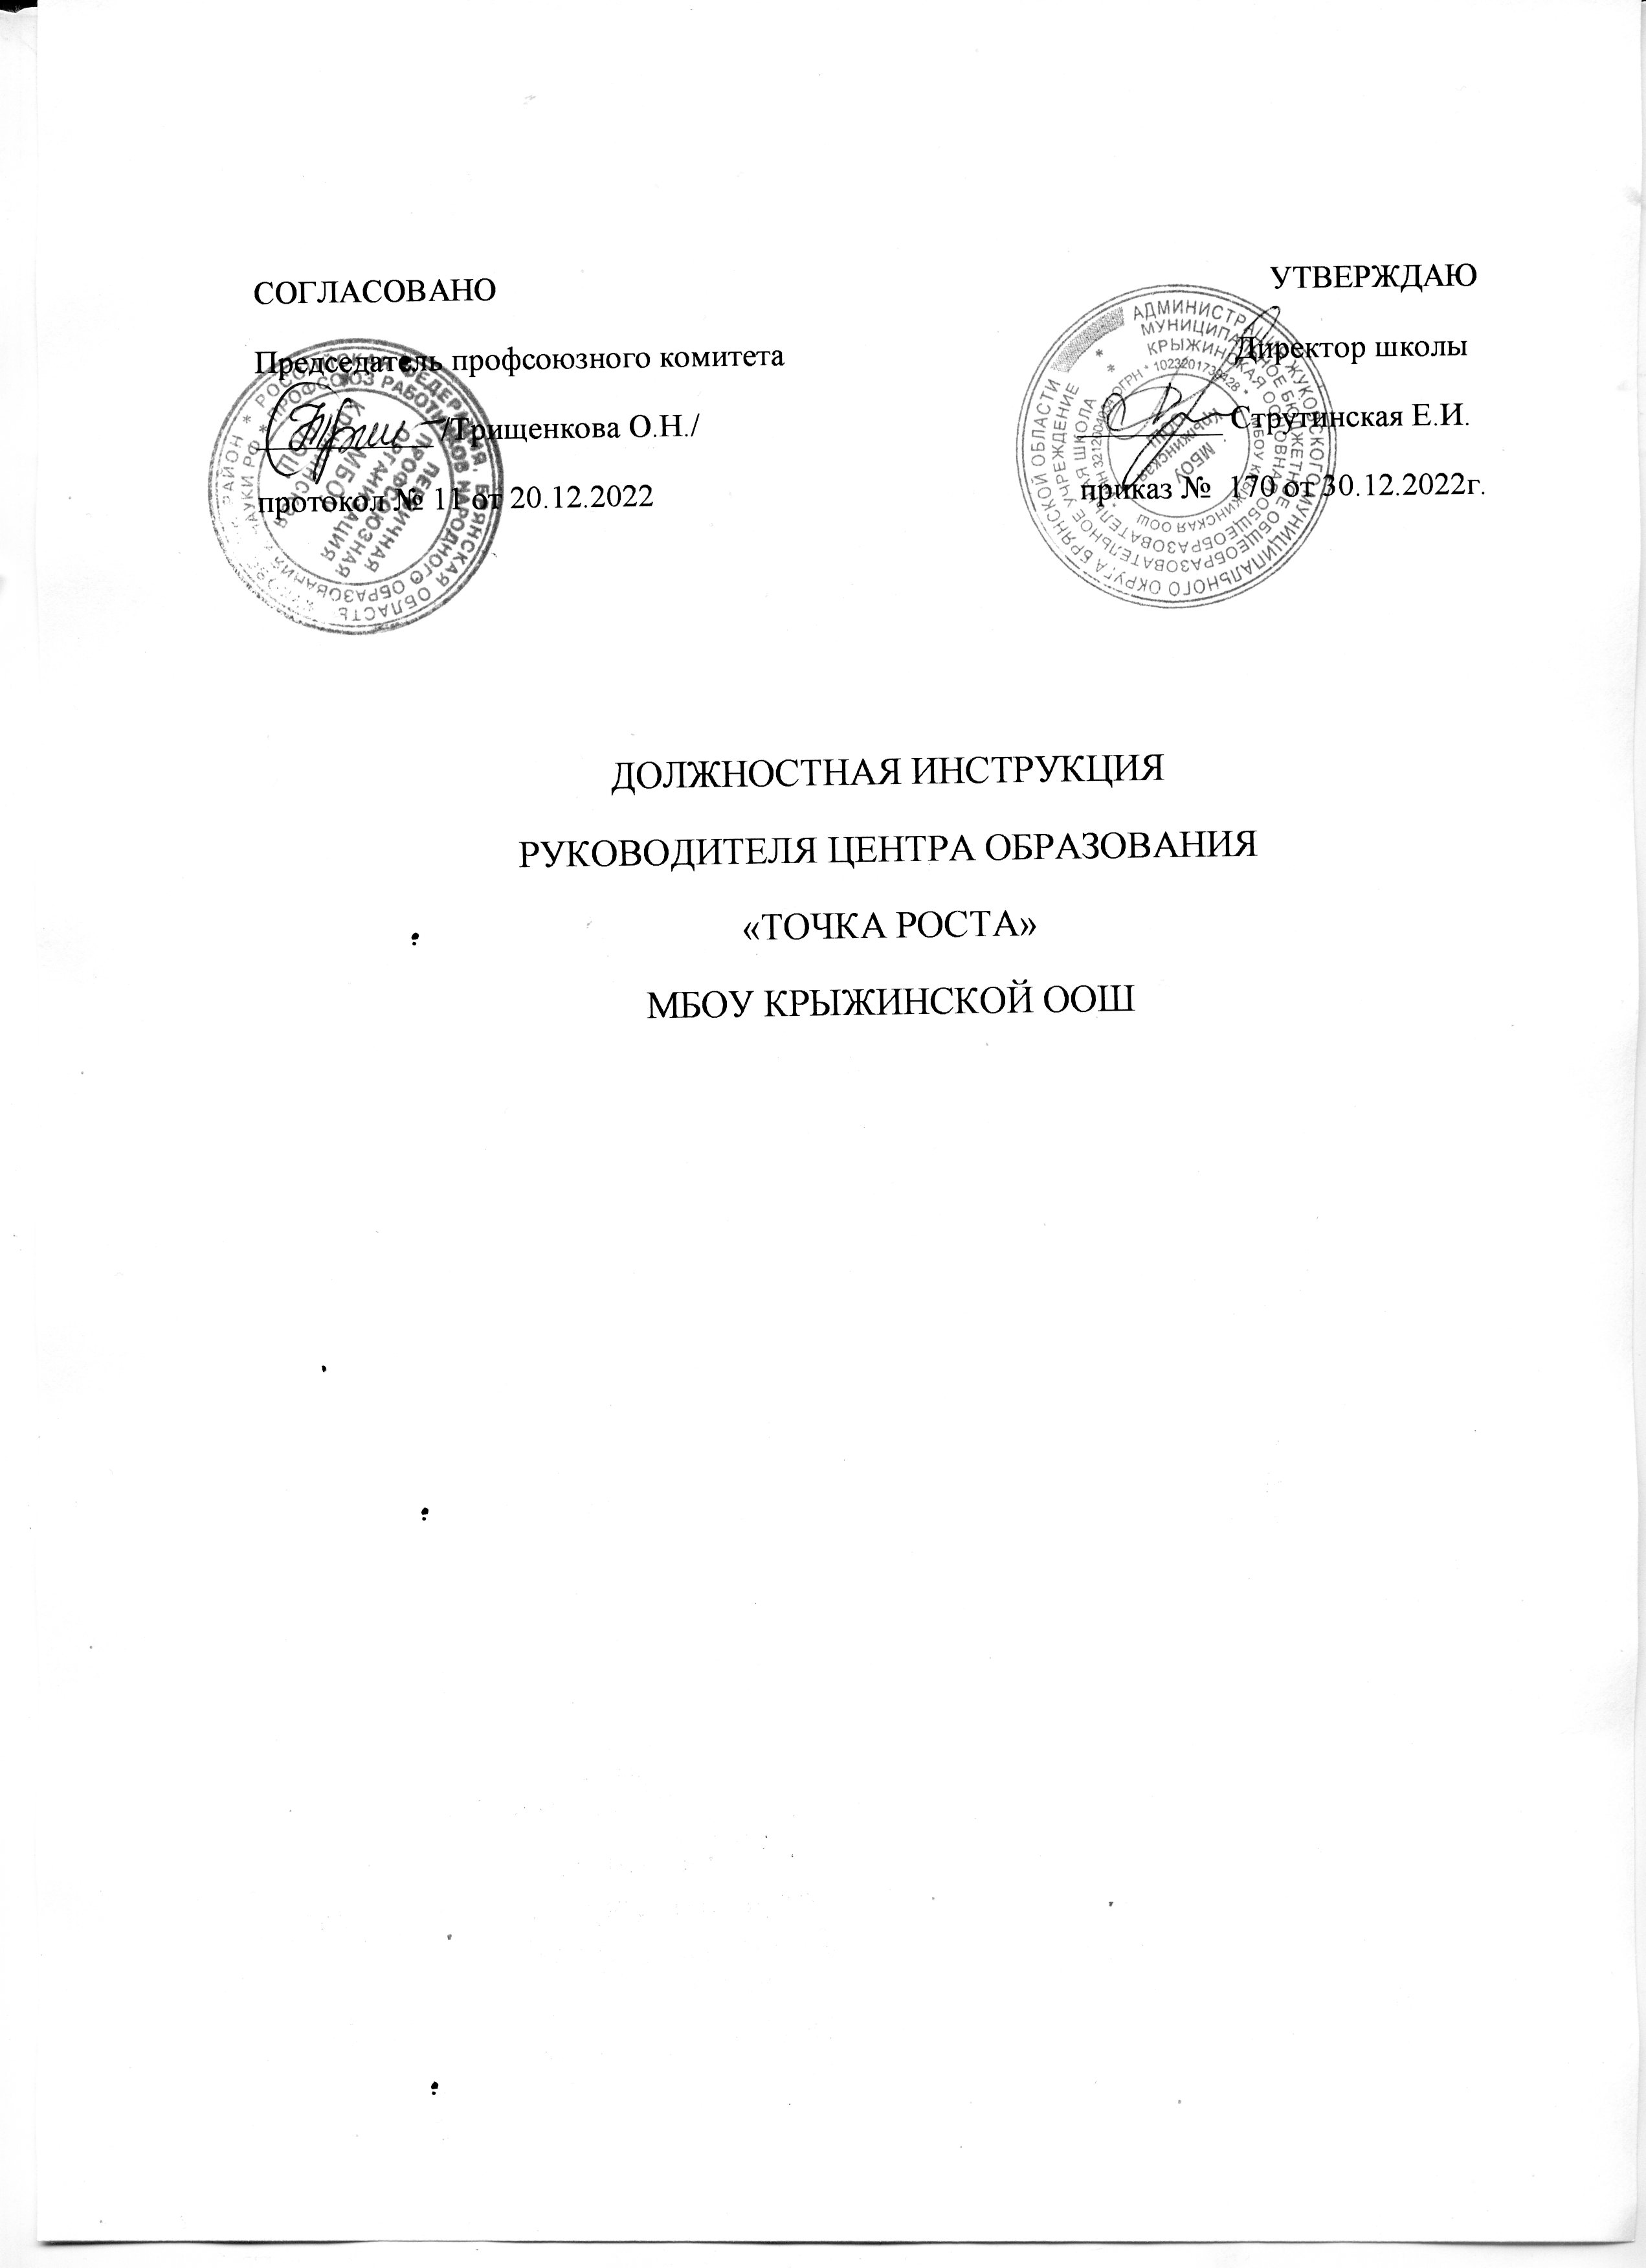 СОГЛАСОВАНО
Председатель профсоюзного комитета
/Трищенкова О.Н./
протокол № 11 от 20.12.2022
УТВЕРЖДАЮ
Директор школы
Струтинская Е.И.
приказ № 170 от 30.12.2022г.
ДОЛЖНОСТНАЯ ИНСТРУКЦИЯ
РУКОВОДИТЕЛЯ ЦЕНТРА ОБРАЗОВАНИЯ
«ТОЧКА РОСТА»
МБОУ КРЫЖИНСКОЙ ООШ